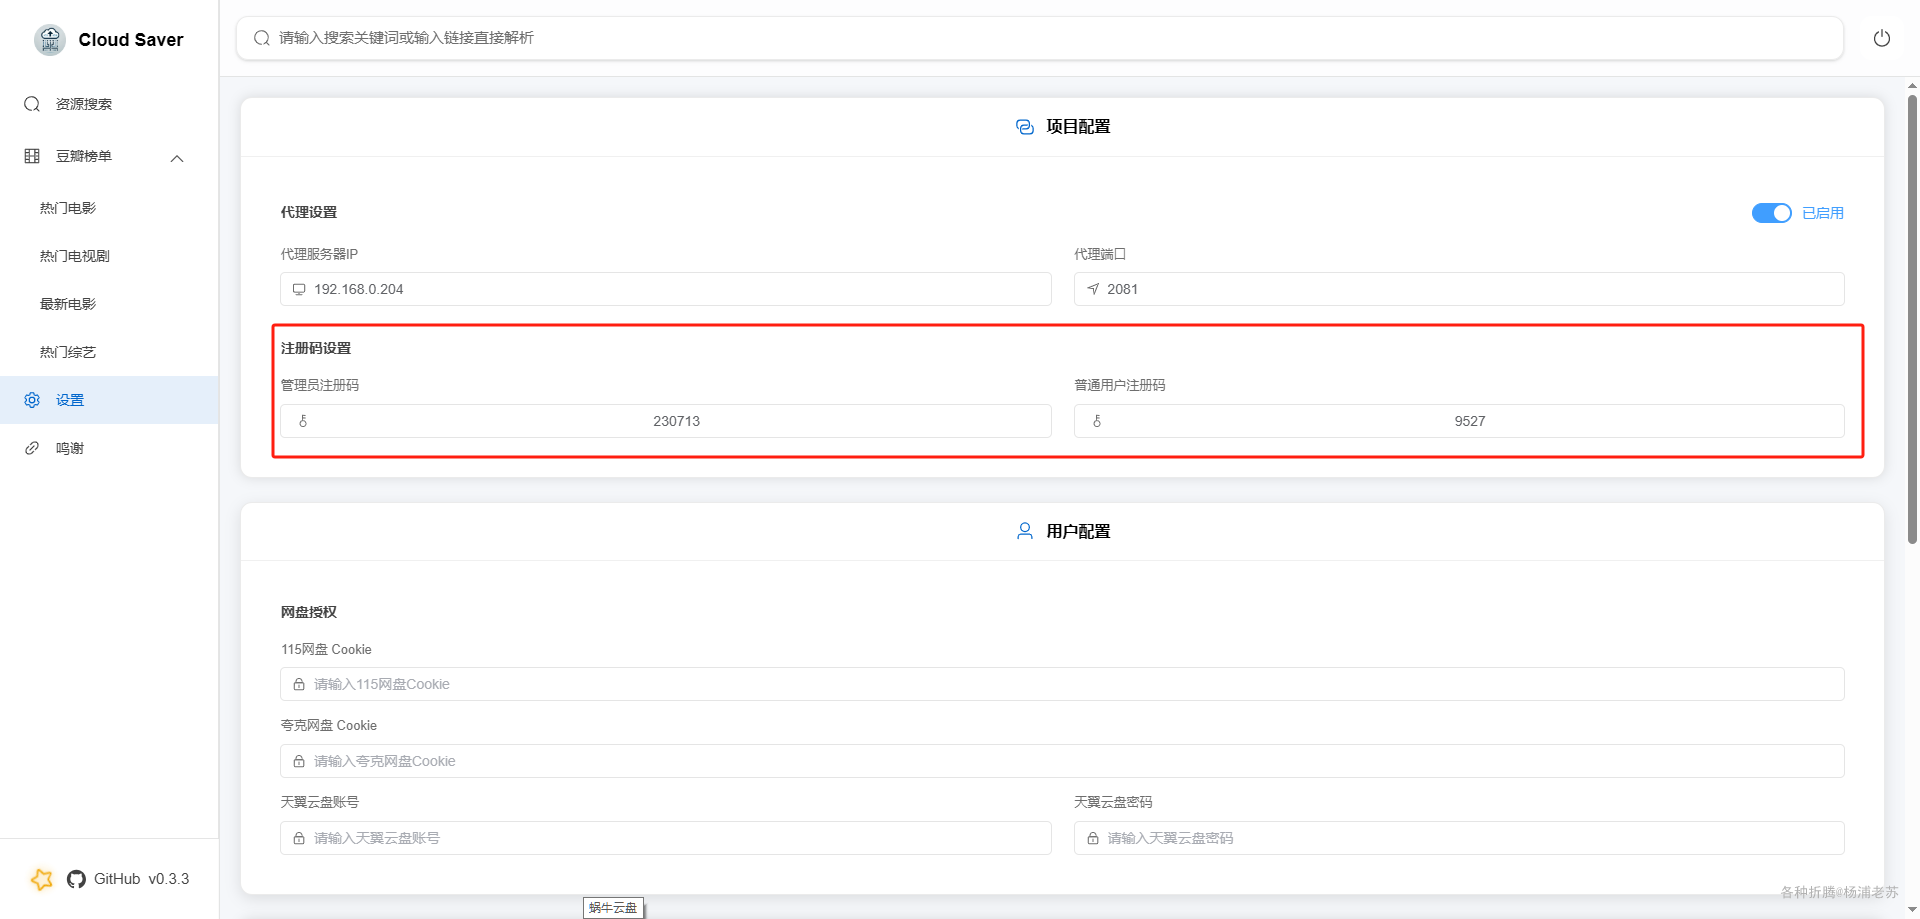 Cloud Saver
请输入搜索关键词或输入链接直接解析
资源搜索
豆瓣榜单
热门电影
热门电视剧
最新电影
热门综艺
设置
鸣谢
GitHub v0.3.3
项目配置
代理设置
已启用
代理服务器IP
代理端口
192.168.0.204
2081
注册码设置
管理员注册码
普通用户注册码
230713
9527
用户配置
网盘授权
115网盘 Cookie
请输入115网盘Cookie
夸克网盘 Cookie
请输入夸克网盘Cookie
天翼云盘账号
天翼云盘密码
请输入天翼云盘账号
请输入天翼云盘密码
蜗牛云盘
各种折腾@杨浦老苏